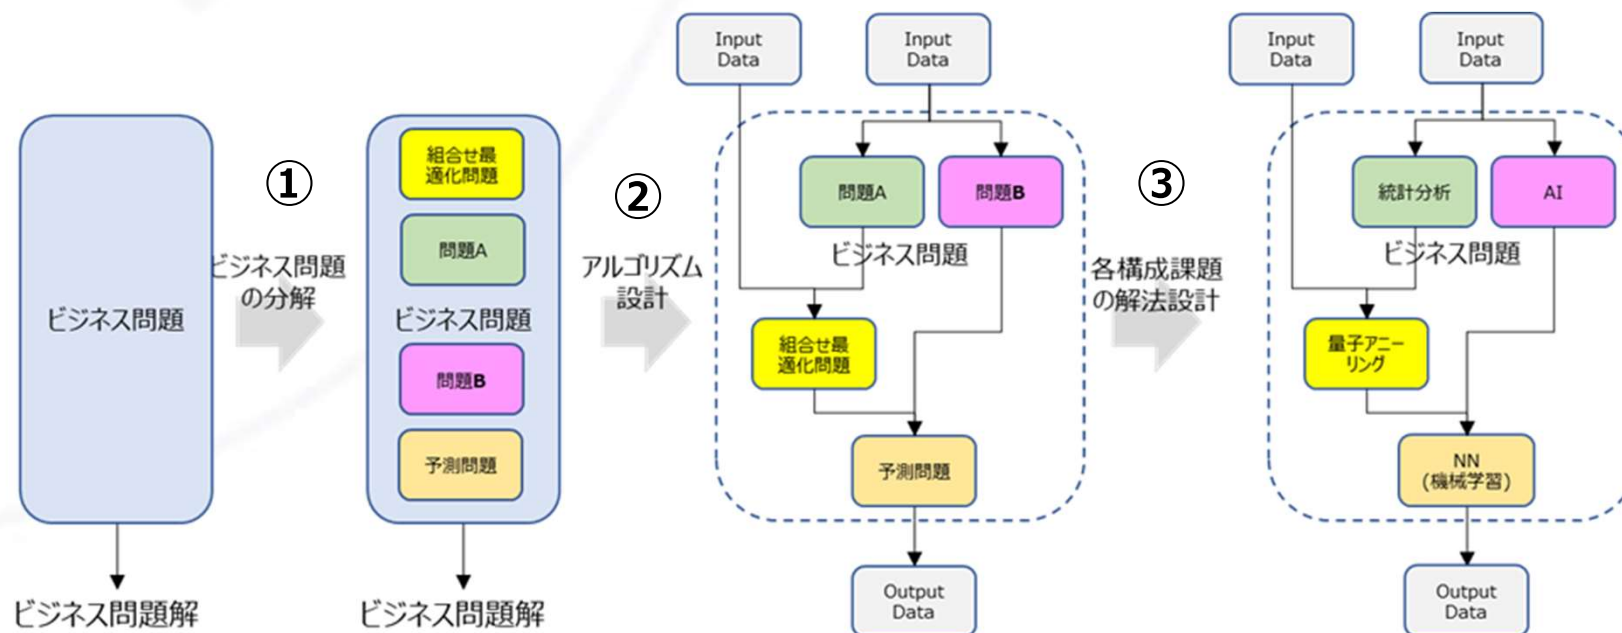 ビジネス問題
ビジネス問題解
①
ビジネス問題
の分解
組合せ最
適化問題
問題A
ビジネス問題
問題B
予測問題
ビジネス問題解
②
アルゴリズム
設計
Input
Data
Input
Data
問題A
問題B
ビジネス問題
組合せ最
適化問題
予測問題
Output
Data
③
各構成課題
の解法設計
Input
Data
Input
Data
統計分析
AI
ビジネス問題
量子アニー
リング
NN
(機械学習)
Output
Data